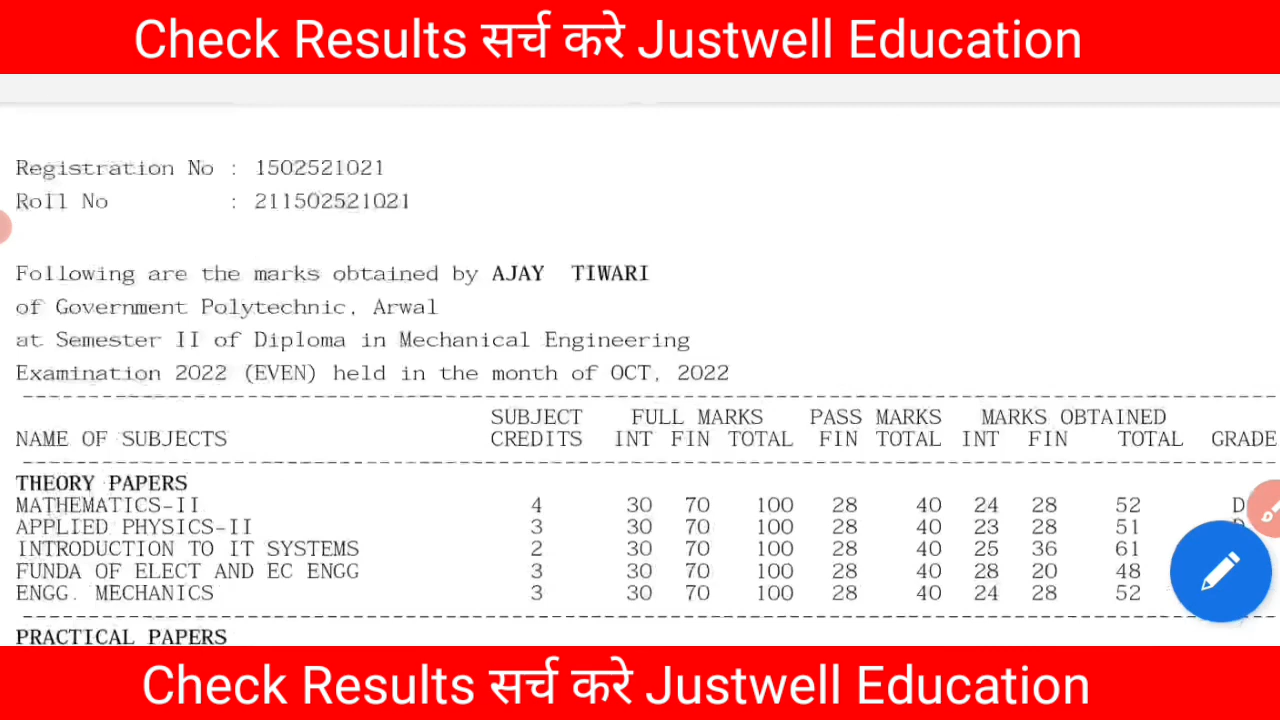 Check Results सर्च करे Justwell Education
Registration No : 1502521021
Roll No : 211502521021
Following are the marks obtained by AJAY TIWARI
of Government Polytechnic, Arwal
at Semester II of Diploma in Mechanical Engineering
Examination 2022 (EVEN) held in the month of OCT, 2022
SUBJECT FULL MARKS PASS MARKS MARKS OBTAINED
NAME OF SUBJECTS CREDITS INT FIN TOTAL FIN TOTAL INT FIN TOTAL GRADE
THEORY PAPERS
MATHEMATICS-II 4 30 70 100 28 40 24 28 52 D
APPLIED PHYSICS-II 3 30 70 100 28 40 23 28 51
INTRODUCTION TO IT SYSTEMS 2 30 70 100 28 40 25 36 61
FUNDA OF ELECT AND EC ENGG 3 30 70 100 28 40 28 20 48
ENGG. MECHANICS 3 30 70 100 28 40 24 28 52
PRACTICAL PAPERS
Check Results सर्च करे Justwell Education